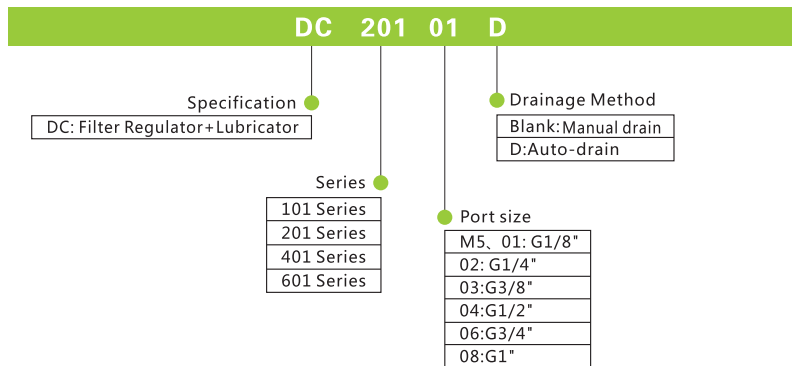 DC 201 01 D
Specification
DC: Filter Regulator+Lubricator
Drainage Method
Blank:Manual drain
D:Auto-drain
Series
101 Series
201 Series
401 Series
601 Series
Port size
M5、01: G1/8"
02: G1/4"
03:G3/8"
04:G1/2"
06:G3/4"
08:G1"